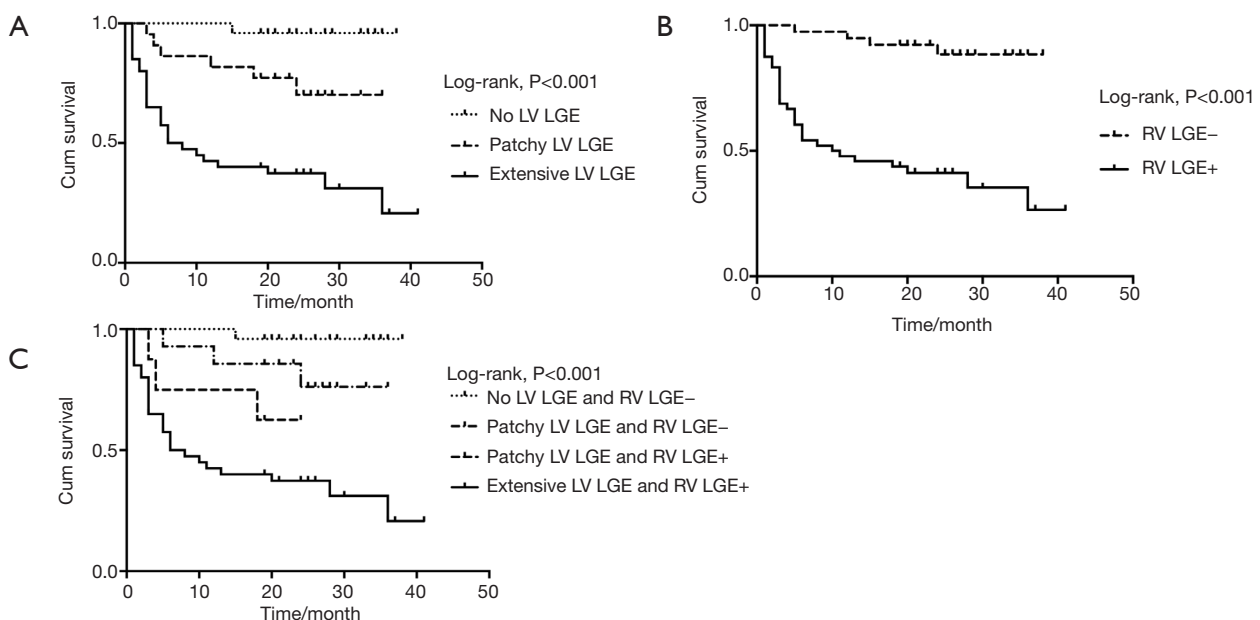 A
Cum survival
1.0
0.5
0.0
0 10 20 30 40 50
Time/month
Log-rank, P<0.001
No LV LGE
Patchy LV LGE
Extensive LV LGE
B
Cum survival
1.0
0.5
0.0
0 10 20 30 40 50
Time/month
Log-rank, P<0.001
RV LGE−
RV LGE+
C
Cum survival
1.0
0.5
0.0
0 10 20 30 40 50
Time/month
Log-rank, P<0.001
No LV LGE and RV LGE−
Patchy LV LGE and RV LGE−
Patchy LV LGE and RV LGE+
Extensive LV LGE and RV LGE+